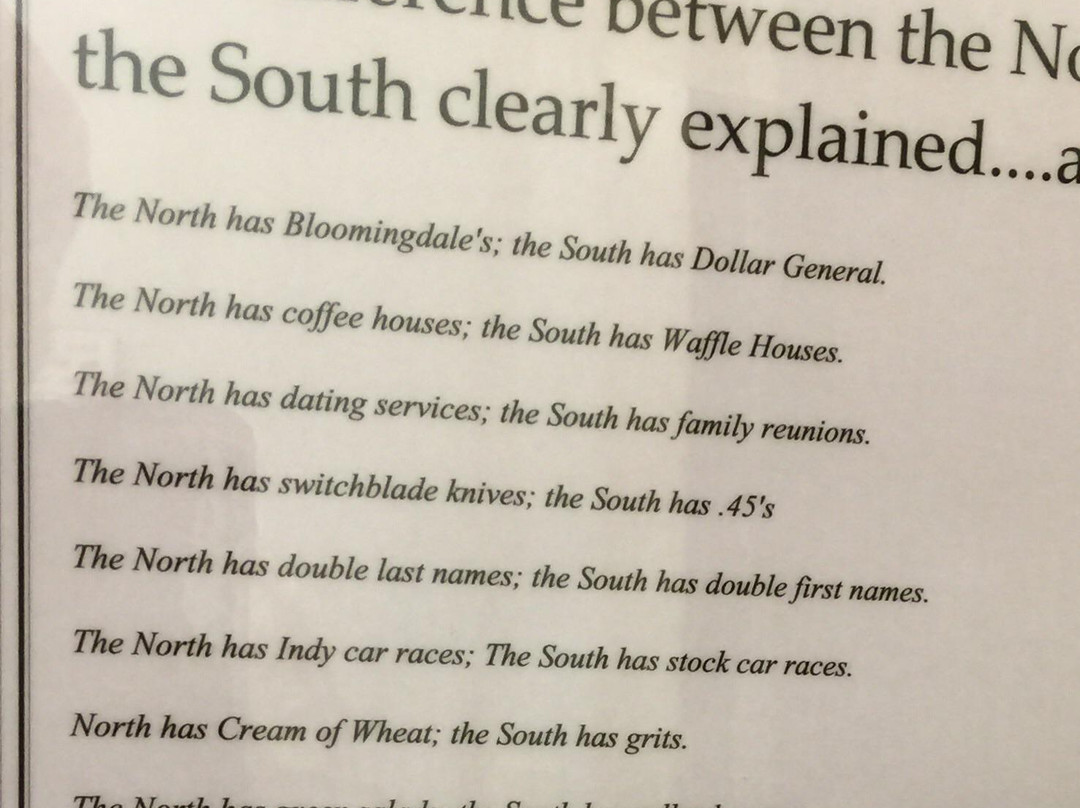 between the
the South clearly explained....
The North has Bloomingdale's; the South has Dollar General.
The North has coffee houses; the South has Waffle Houses.
The North has dating services; the South has family reunions.
The North has switchblade knives; the South has .45's
The North has double last names; the South has double first names.
The North has Indy car races; The South has stock car races.
North has Cream of Wheat; the South has grits.
The North has